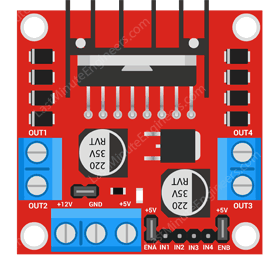 OUT1
OUT4
220
35V
RVT
220
35V
RVT
OUT2
+12V
GND
+5V
+5V
+5V
OUT3
ENA
IN1
IN2
IN3
IN4
ENB
LastMinuteEngineers.com